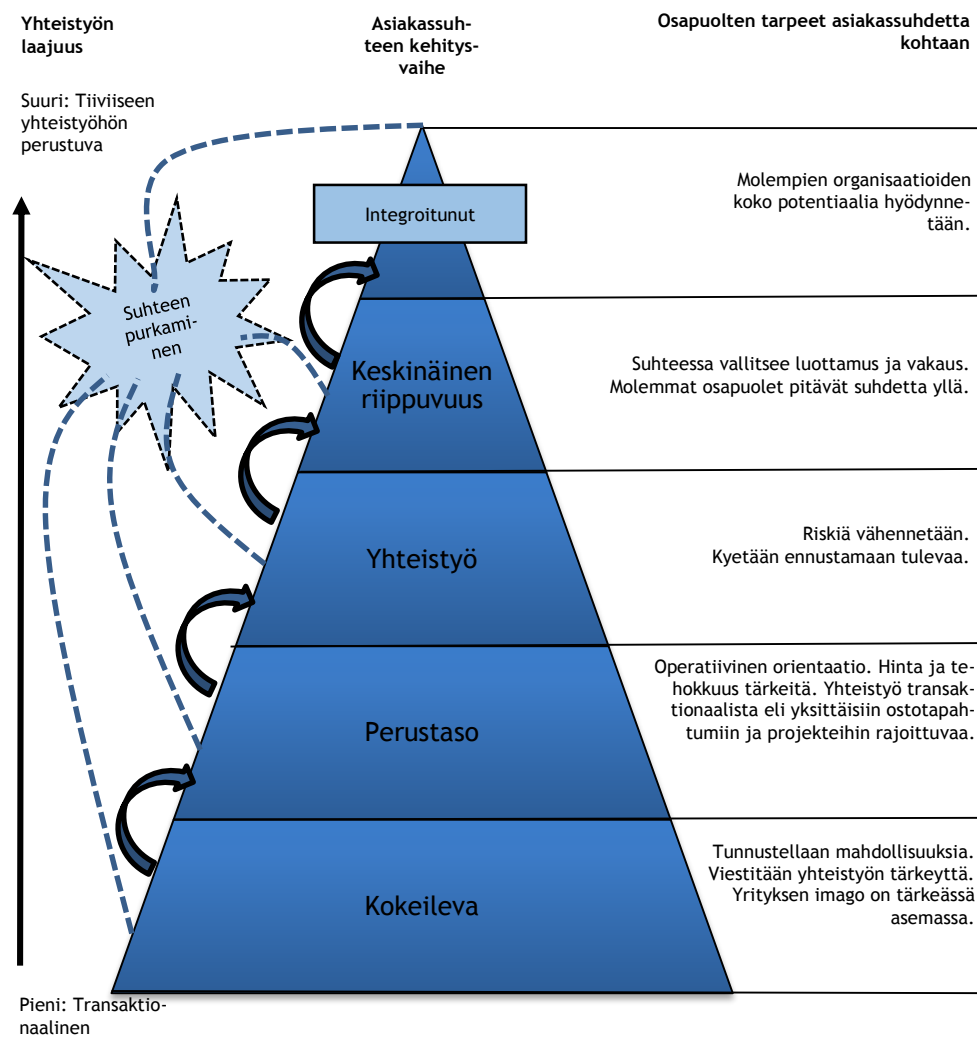 Yhteistyön
laajuus
Asiakassuh-
teen kehitys-
vaihe
Osapuolten tarpeet asiakassuhdetta
kohtaan
Suuri: Tiiviiseen
yhteistyöhön
perustuva
Integroitunut
Molempien organisaatioiden
koko potentiaalia hyödynne-
tään.
Suhteen
purkami-
nen
Keskinäinen
riippuvuus
Suhteessa vallitsee luottamus ja vakaus.
Molemmat osapuolet pitävät suhdetta yllä.
Yhteistyö
Riskiä vähennetään.
Kyetään ennustamaan tulevaa.
Perustaso
Operatiivinen orientaatio. Hinta ja te-
hokkuus tärkeitä. Yhteistyö transak-
tionaalista eli yksittäisiin ostotapah-
tumiin ja projekteihin rajoittuvaa.
Kokeileva
Tunnustellaan mahdollisuuksia.
Viestitään yhteistyön tärkeyttä.
Yrityksen imago on tärkeässä
asemassa.
Pieni: Transaktio-
naalinen